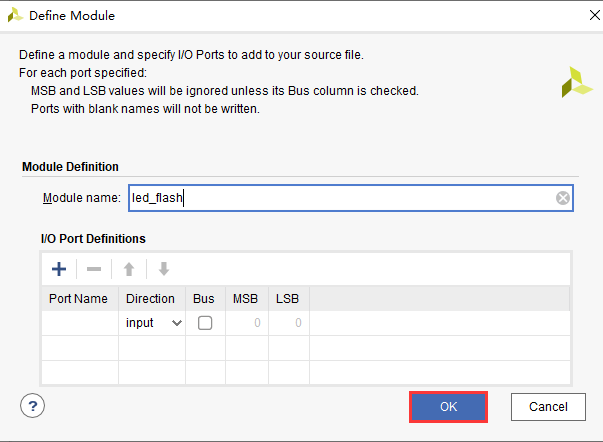 Define Module
Define a module and specify I/O Ports to add to your source file.
For each port specified:
MSB and LSB values will be ignored unless its Bus column is checked.
Ports with blank names will not be written.
Module Definition
Module name: led_flash
I/O Port Definitions
Port Name Direction Bus MSB LSB
input 0 0
? OK Cancel